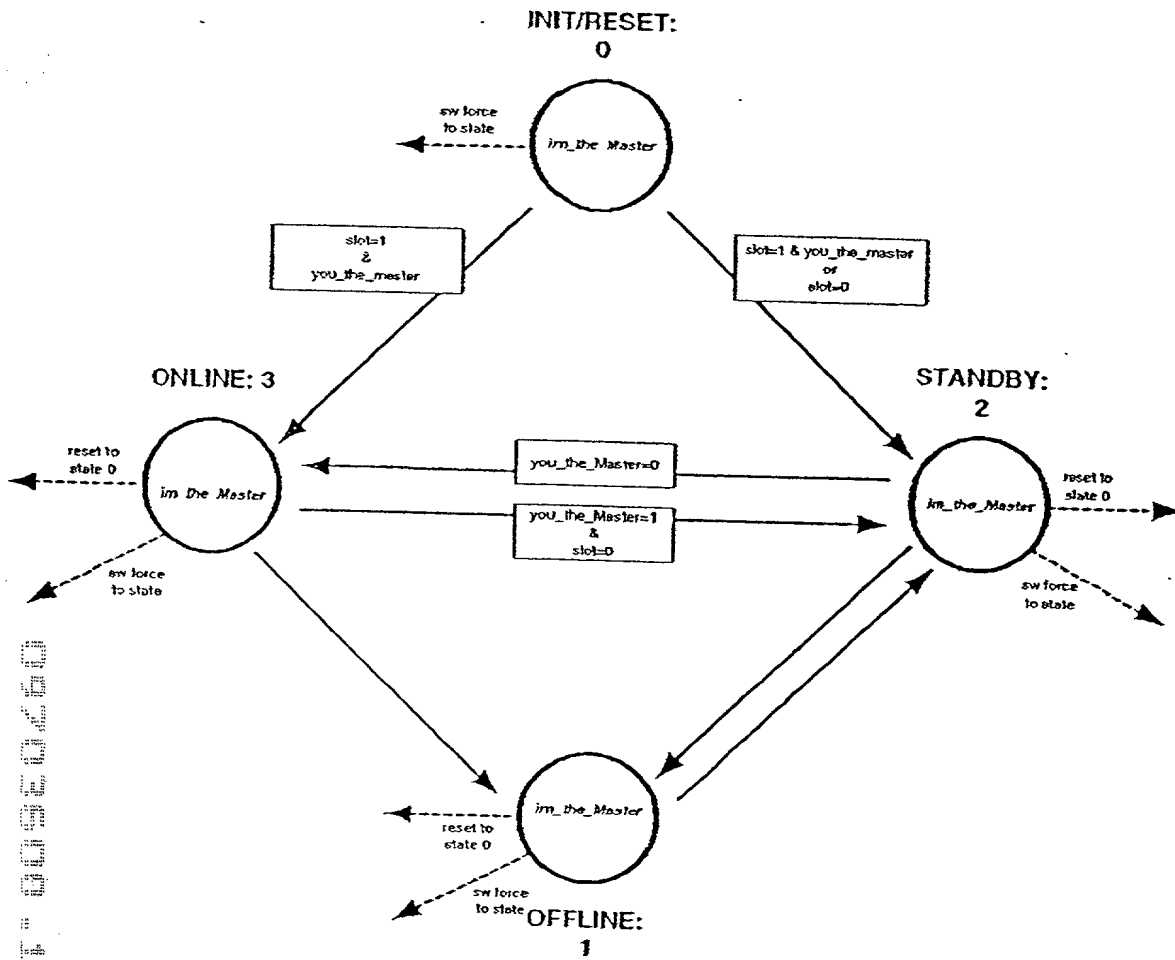 INIT/RESET:
0
sw force
to state
im_the Master
slot=1
&
you_the_master
slot=1 & you_the_master
or
slot=0
ONLINE: 3
STANDBY:
2
reset to
state 0
im the Master
you_the_Master=0
you_the_Master=1
&
slot=0
im_the_Master
reset to
state 0
sw force
to state
sw force
to state
im_the_Master
reset to
state 0
sw force
to state
OFFLINE:
1